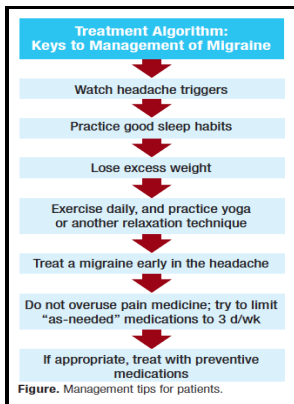 Treatment Algorithm:
Keys to Management of Migraine
Watch headache triggers
Practice good sleep habits
Lose excess weight
Exercise daily, and practice yoga
or another relaxation technique
Treat a migraine early in the headache
Do not overuse pain medicine; try to limit
“as-needed” medications to 3 d/wk
If appropriate, treat with preventive
medications
Figure. Management tips for patients.